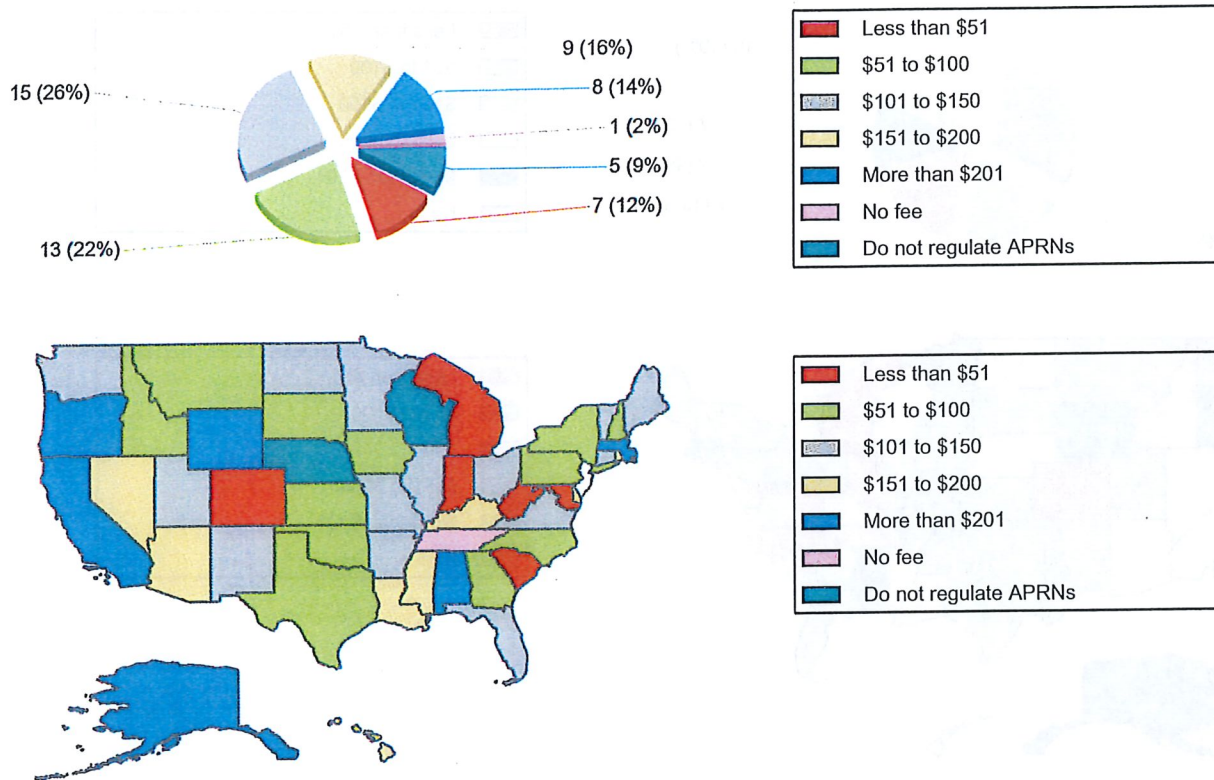 9 (16%)
15 (26%)
8 (14%)
1 (2%)
5 (9%)
7 (12%)
13 (22%)
Less than $51
$51 to $100
$101 to $150
$151 to $200
More than $201
No fee
Do not regulate APRNs
Less than $51
$51 to $100
$101 to $150
$151 to $200
More than $201
No fee
Do not regulate APRNs